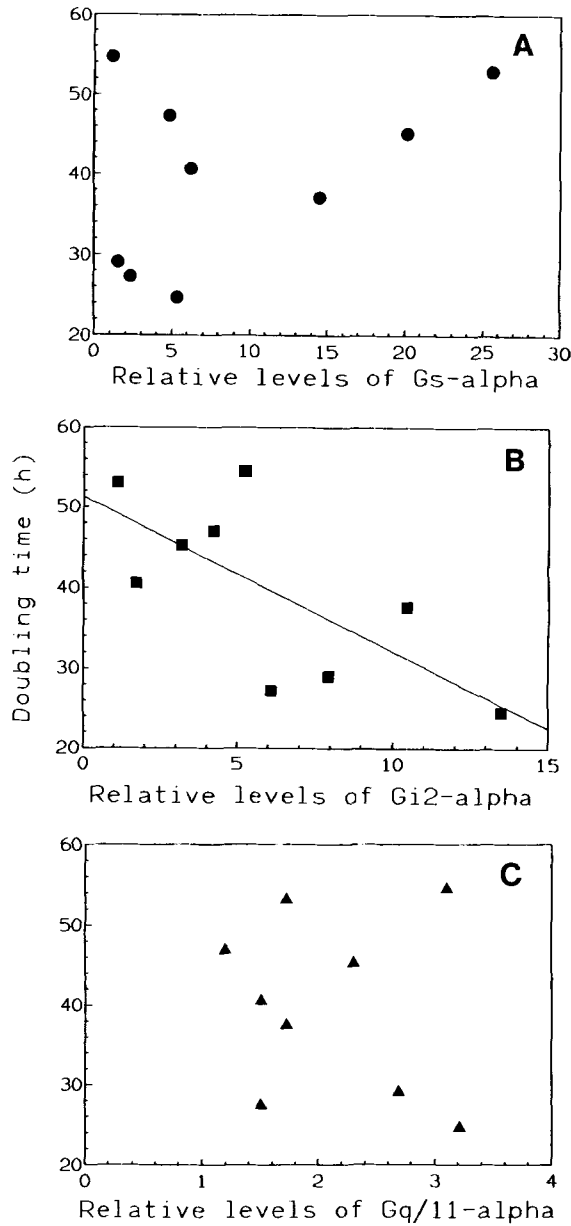 A
60
50
40
30
20
0 5 10 15 20 25 30
Relative levels of Gs-alpha
B
60
50
40
30
20
0 5 10 15
Doubling time (h)
Relative levels of Gi2-alpha
C
60
50
40
30
20
0 1 2 3 4
Relative levels of Gq/11-alpha